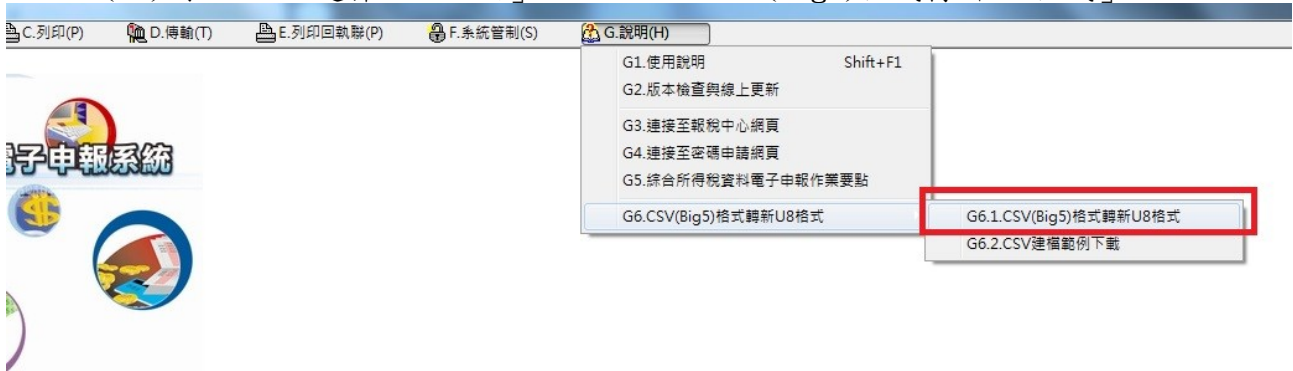 C.列印(P) D.傳輸(T) E.列印回執聯(P) F.系統管制(S) G.說明(H)
G1.使用說明 Shift+F1
G2.版本檢查與線上更新
G3.連接至報稅中心網頁
子申報系統
G4.連接至密碼申請網頁
G5.綜合所得稅資料電子申報作業要點
G6.CSV(Big5)格式轉新U8格式 G6.1.CSV(Big5)格式轉新U8格式
G6.2.CSV建檔範例下載